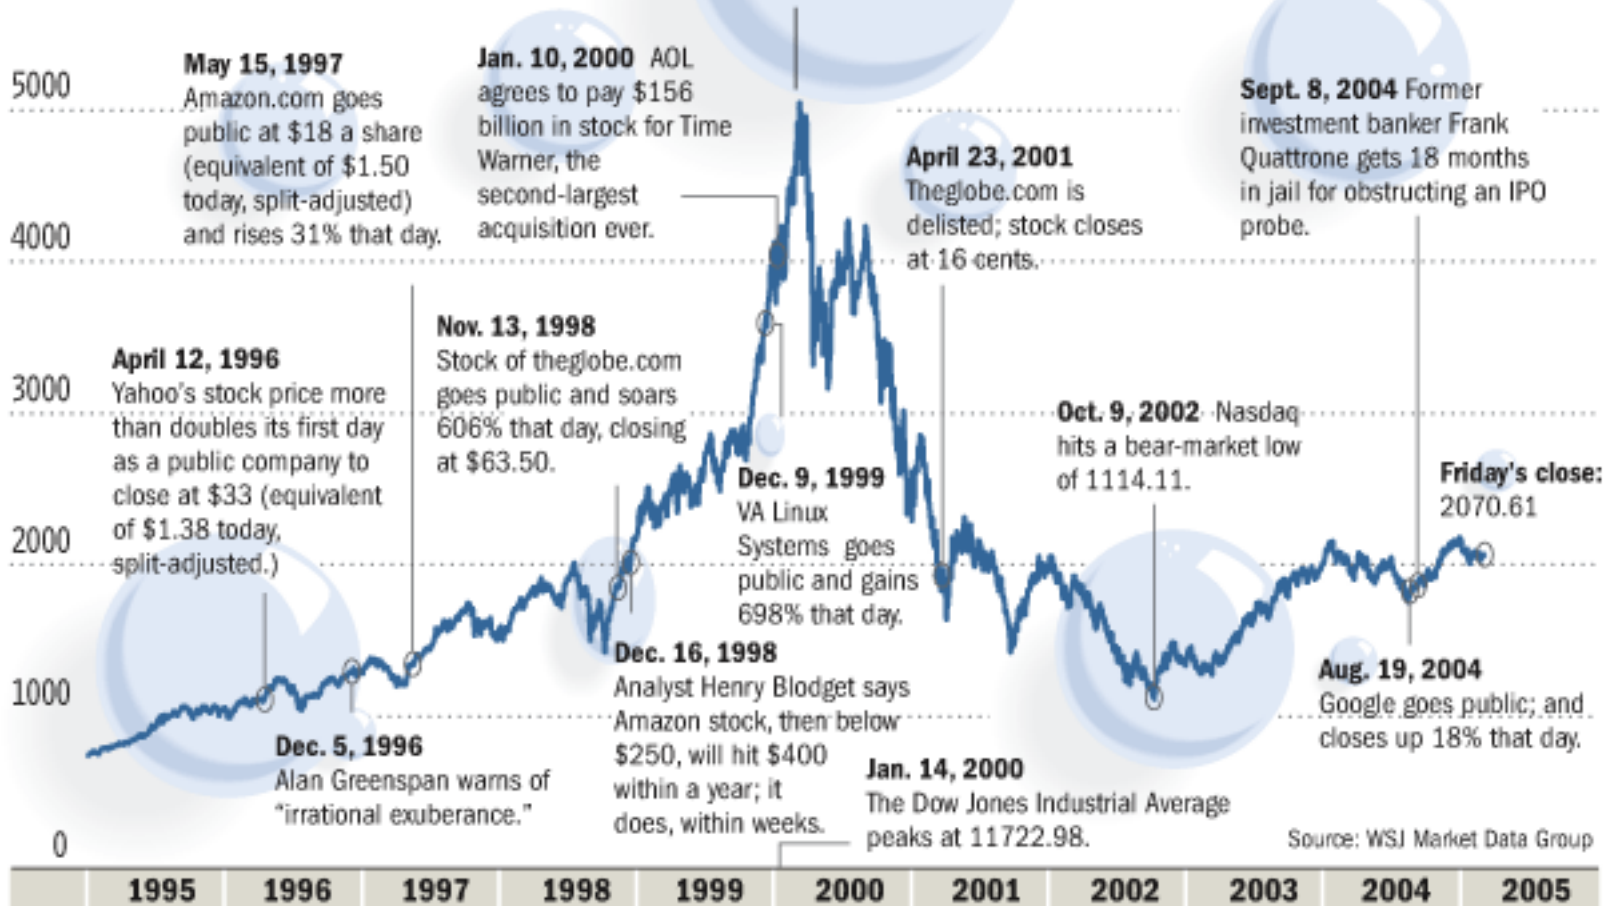 5000
4000
3000
2000
1000
0
May 15, 1997
Amazon.com goes
public at $18 a share
(equivalent of $1.50
today, split-adjusted)
and rises 31% that day.
Jan. 10, 2000 AOL
agrees to pay $156
billion in stock for Time
Warner, the
second-largest
acquisition ever.
April 23, 2001
Theglobe.com is
delisted; stock closes
at 16 cents.
Sept. 8, 2004 Former
investment banker Frank
Quattrone gets 18 months
in jail for obstructing an IPO
probe.
April 12, 1996
Yahoo's stock price more
than doubles its first day
as a public company to
close at $33 (equivalent
of $1.38 today,
split-adjusted.)
Nov. 13, 1998
Stock of theglobe.com
goes public and soars
606% that day, closing
at $63.50.
Dec. 9, 1999
VA Linux
Systems goes
public and gains
698% that day.
Oct. 9, 2002 Nasdaq
hits a bear-market low
of 1114.11.
Friday's close:
2070.61
Dec. 5, 1996
Alan Greenspan warns of
"irrational exuberance."
Dec. 16, 1998
Analyst Henry Blodget says
Amazon stock, then below
$250, will hit $400
within a year; it
does, within weeks.
Jan. 14, 2000
The Dow Jones Industrial Average
peaks at 11722.98.
Aug. 19, 2004
Google goes public; and
closes up 18% that day.
Source: WSJ Market Data Group
1995 1996 1997 1998 1999 2000 2001 2002 2003 2004 2005